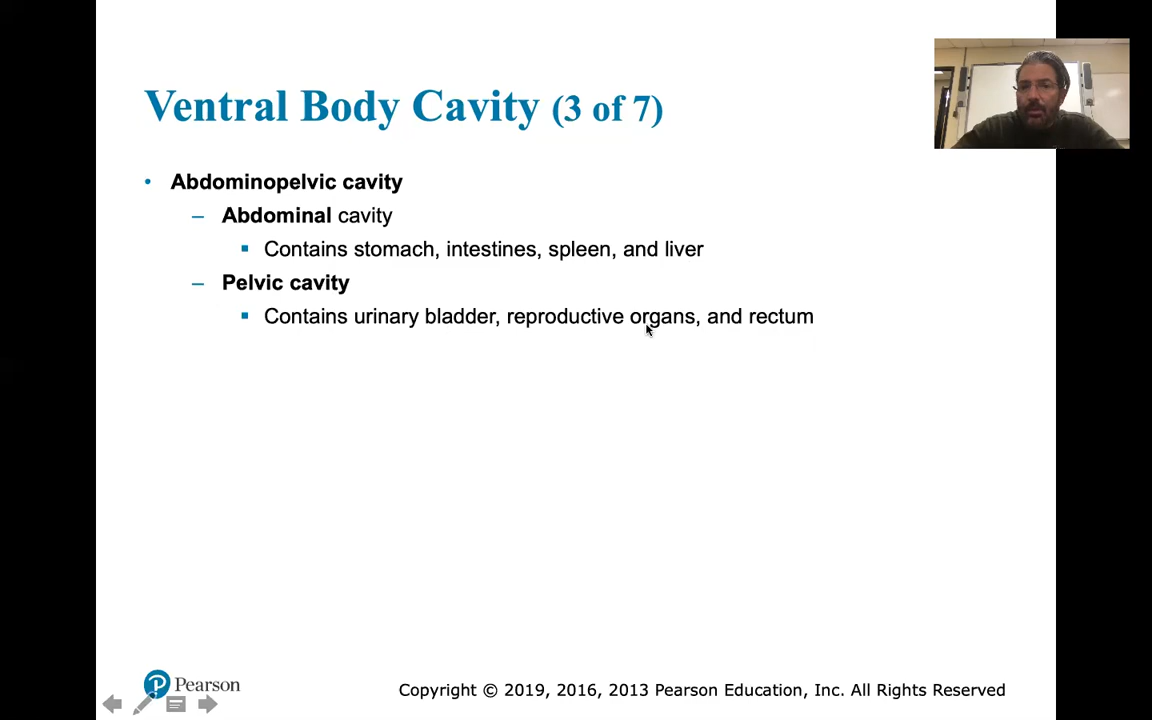 Ventral Body Cavity (3 of 7)
• Abdominopelvic cavity
– Abdominal cavity
▪ Contains stomach, intestines, spleen, and liver
– Pelvic cavity
▪ Contains urinary bladder, reproductive organs, and rectum
P Pearson
Copyright © 2019, 2016, 2013 Pearson Education, Inc. All Rights Reserved